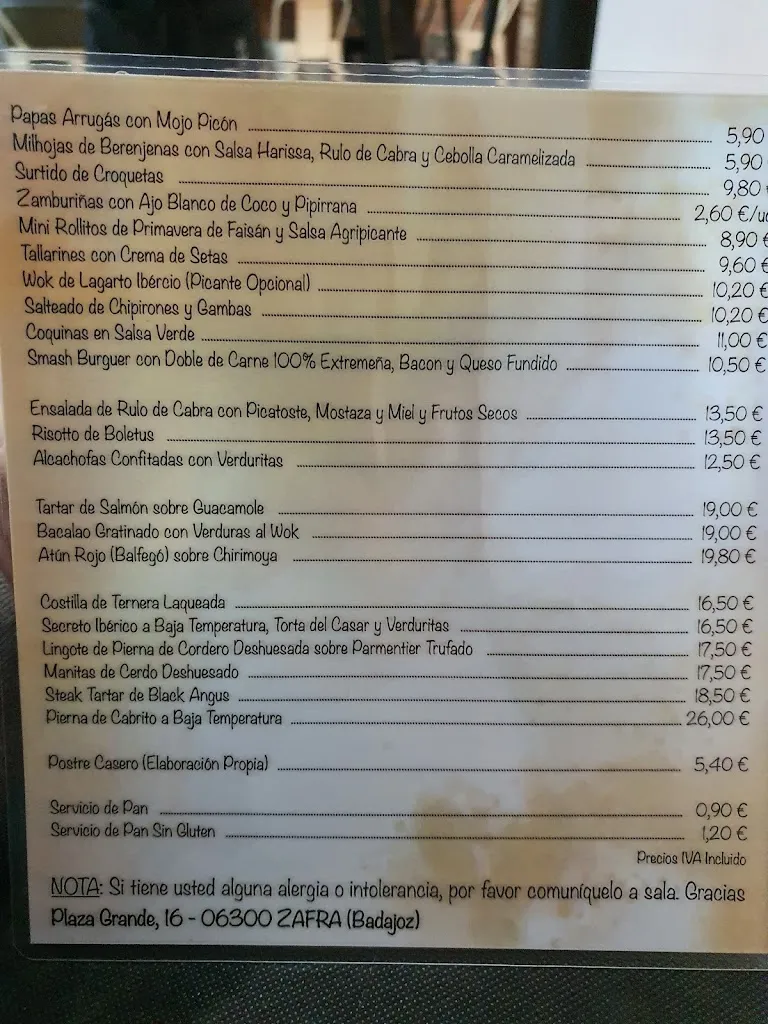 Papas Arrugás con Mojo Picón 5,90
Milhojas de Berenjenas con Salsa Harissa, Rulo de Cabra y Cebolla Caramelizada 5,90
Surtido de Croquetas 9,80
Zamburiñas con Ajo Blanco de Coco y Pipirrana 2,60 €/u
Mini Rollitos de Primavera de Faisán y Salsa Agripicante 8,90 €
Tallarines con Crema de Setas 9,60 €
Wok de Lagarto Ibércio (Picante Opcional) 10,20 €
Salteado de Chipirones y Gambas 10,20 €
Coquinas en Salsa Verde 11,00 €
Smash Burguer con Doble de Carne 100% Extremeña, Bacon y Queso Fundido 10,50 €
Ensalada de Rulo de Cabra con Picatoste, Mostaza y Miel y Frutos Secos 13,50 €
Risotto de Boletus 13,50 €
Alcachofas Confitadas con Verduritas 12,50 €
Tartar de Salmón sobre Guacamole 19,00 €
Bacalao Gratinado con Verduras al Wok 19,00 €
Atún Rojo (Balfegó) sobre Chirimoya 19,80 €
Costilla de Ternera Laqueada 16,50 €
Secreto Ibérico a Baja Temperatura, Torta del Casar y Verduritas 16,50 €
Lingote de Pierna de Cordero Deshuesada sobre Parmentier Trufado 17,50 €
Manitas de Cerdo Deshuesado 17,50 €
Steak Tartar de Black Angus 18,50 €
Pierna de Cabrito a Baja Temperatura 26,00 €
Postre Casero (Elaboración Propia) 5,40 €
Servicio de Pan 0,90 €
Servicio de Pan Sin Gluten 1,20 €
Precios IVA Incluido
NOTA: Si tiene usted alguna alergia o intolerancia, por favor comuníquelo a sala. Gracias
Plaza Grande, 16 - 06300 ZAFRA (Badajoz)